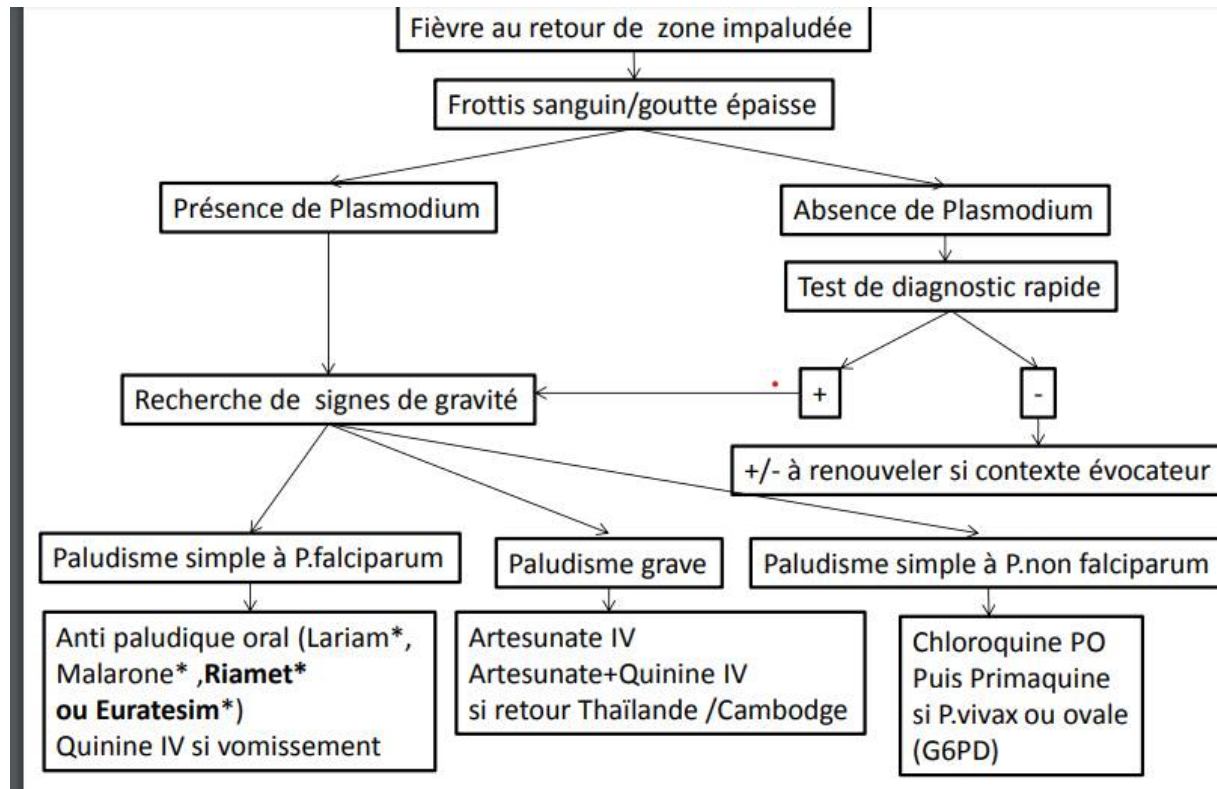 Fièvre au retour de zone impaludée
Frottis sanguin/goutte épaisse
Présence de Plasmodium
Absence de Plasmodium
Test de diagnostic rapide
+
-
Recherche de signes de gravité
+/- à renouveler si contexte évocateur
Paludisme simple à P.falciparum
Paludisme grave
Paludisme simple à P.non falciparum
Anti paludique oral (Lariam*,
Malarone* ,Riamet*
ou Euratesim*)
Quinine IV si vomissement
Artesunate IV
Artesunate+Quinine IV
si retour Thaïlande /Cambodge
Chloroquine PO
Puis Primaquine
si P.vivax ou ovale
(G6PD)